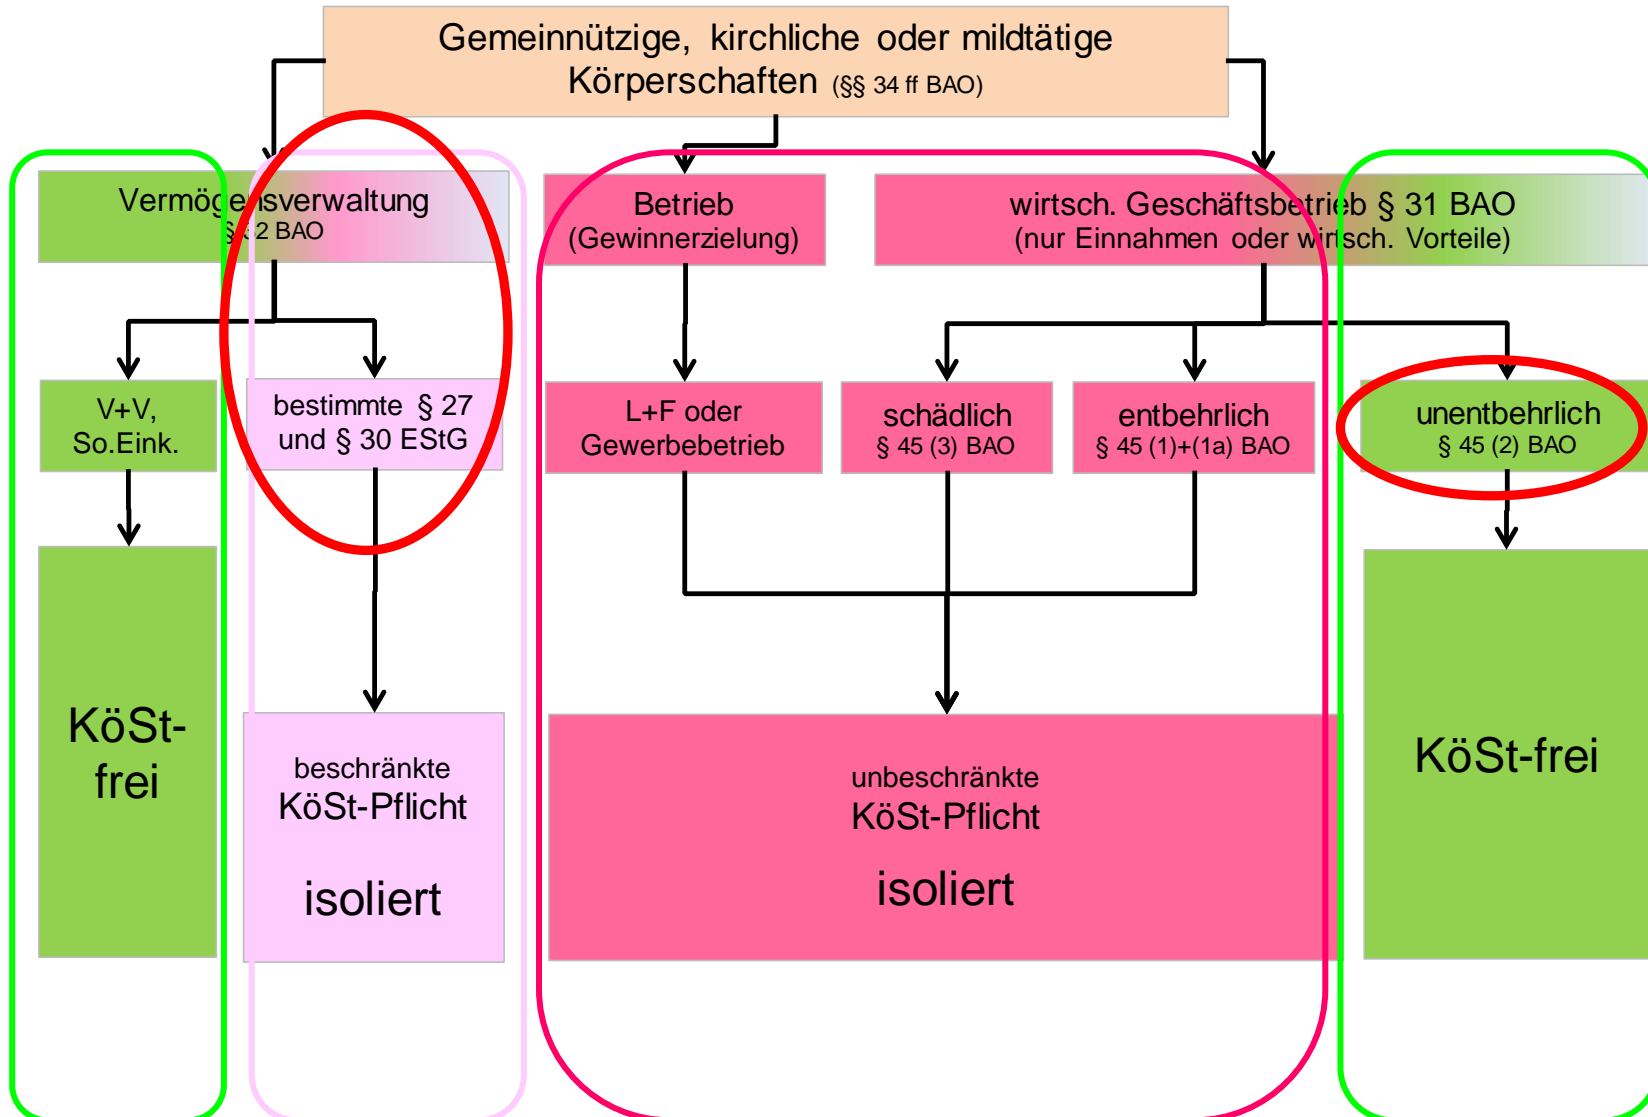 Gemeinnützige, kirchliche oder mildtätige
Körperschaften (§§ 34 ff BAO)
Vermögensverwaltung
§ 32 BAO
Betrieb
(Gewinnerzielung)
wirtsch. Geschäftsbetrieb § 31 BAO
(nur Einnahmen oder wirtsch. Vorteile)
V+V,
So.Eink.
bestimmte § 27
und § 30 EStG
L+F oder
Gewerbebetrieb
schädlich
§ 45 (3) BAO
entbehrlich
§ 45 (1)+(1a) BAO
unentbehrlich
§ 45 (2) BAO
KöSt-
frei
beschränkte
KöSt-Pflicht
isoliert
unbeschränkte
KöSt-Pflicht
isoliert
KöSt-frei